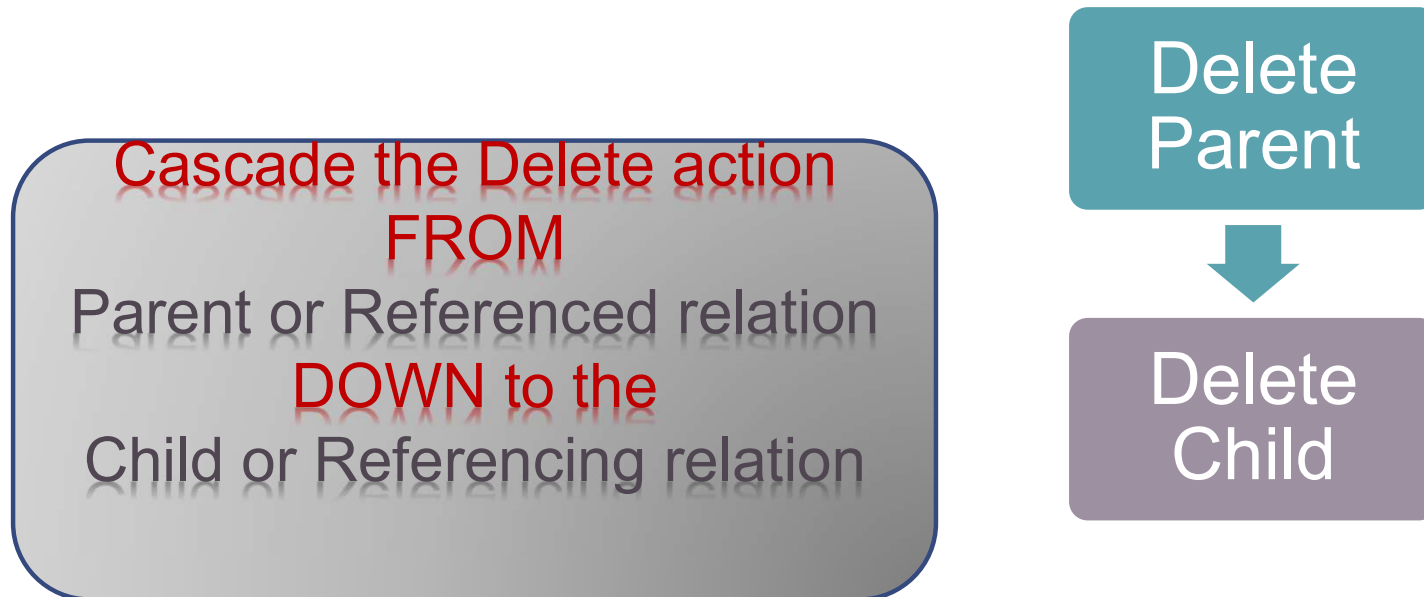 Cascade the Delete action
FROM
Parent or Referenced relation
DOWN to the
Child or Referencing relation
Delete
Parent
Delete
Child